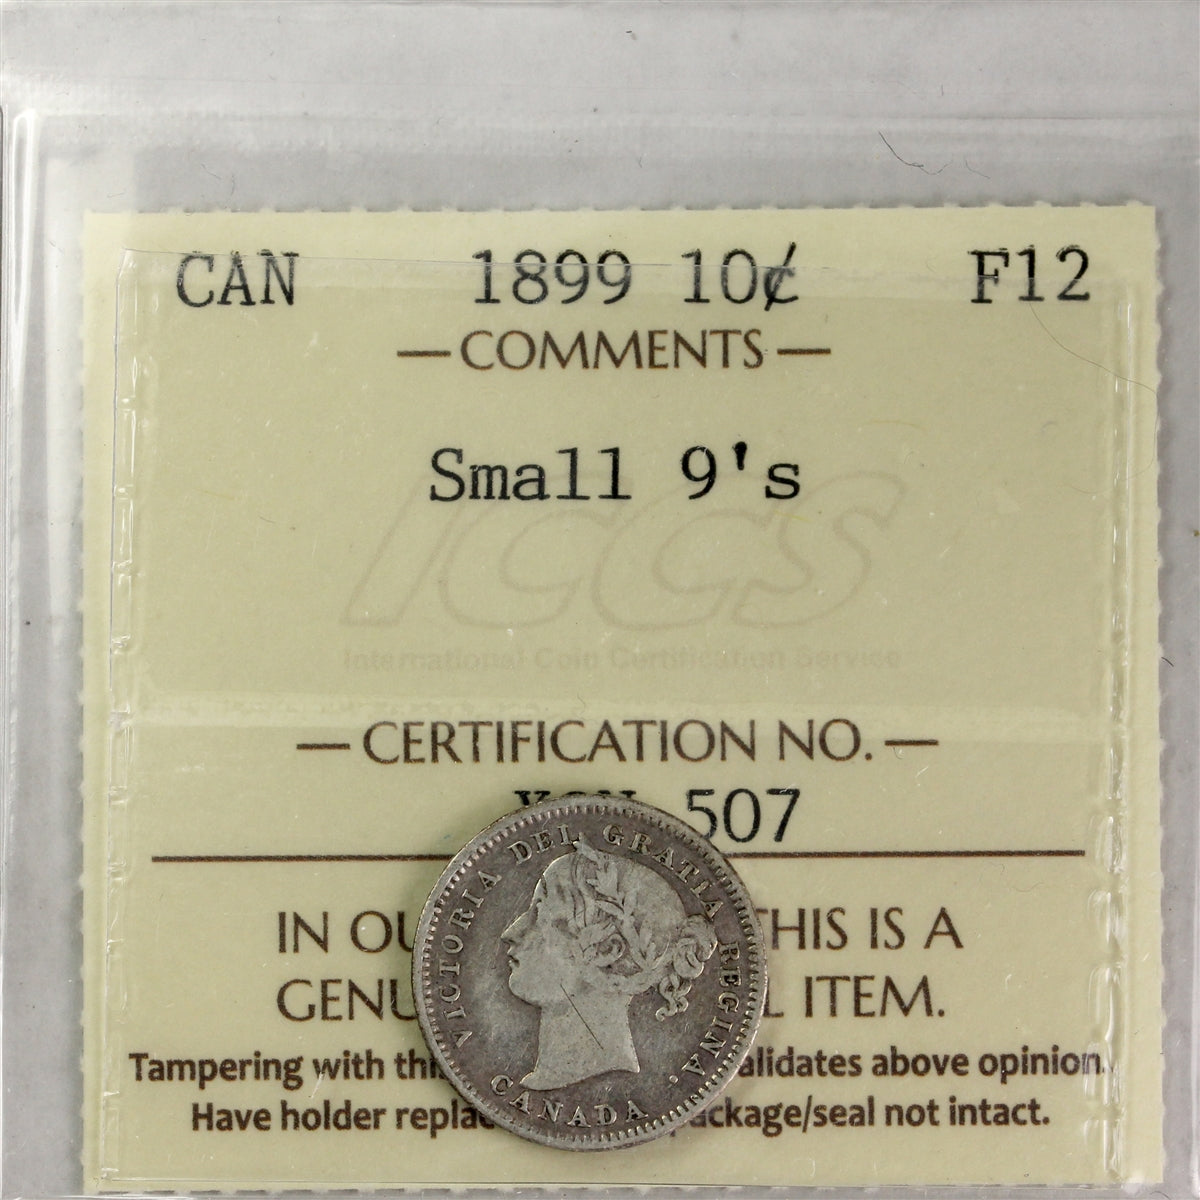 CAN 1899 10¢ F12
COMMENTS
Small 9's
ICCS
International Coin Certification Service
CERTIFICATION NO.
507
IN OU THIS IS A
GENU L ITEM.
Tampering with thi alidates above opinion.
Have holder replac ackage/seal not intact.
VICTORIA DEI GRATIA REGINA.
CANADA